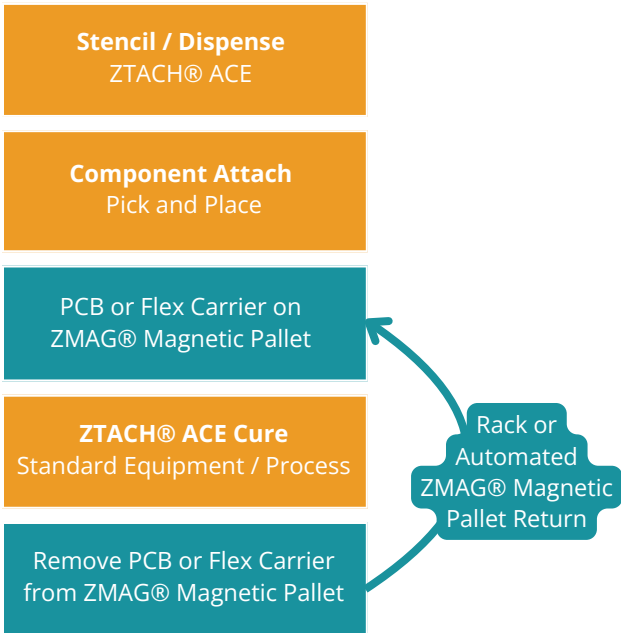 Stencil / Dispense
ZTACH® ACE
Component Attach
Pick and Place
PCB or Flex Carrier on
ZMAG® Magnetic Pallet
ZTACH® ACE Cure
Standard Equipment / Process
Remove PCB or Flex Carrier
from ZMAG® Magnetic Pallet
Rack or
Automated
ZMAG® Magnetic
Pallet Return